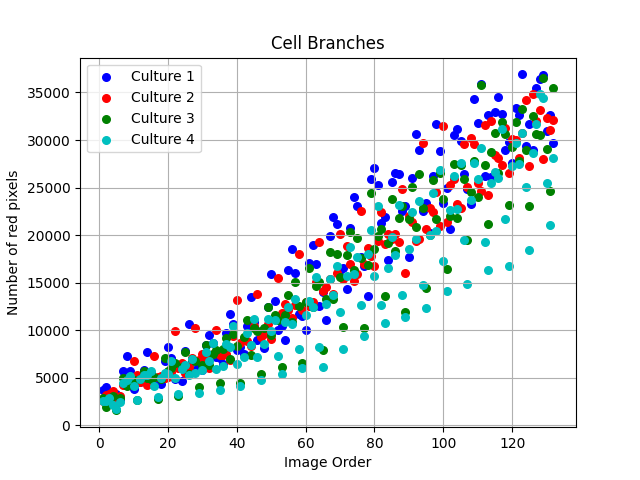 Cell Branches
Culture 1
Culture 2
Culture 3
Culture 4
Number of red pixels
35000
30000
25000
20000
15000
10000
5000
0
0 20 40 60 80 100 120
Image Order